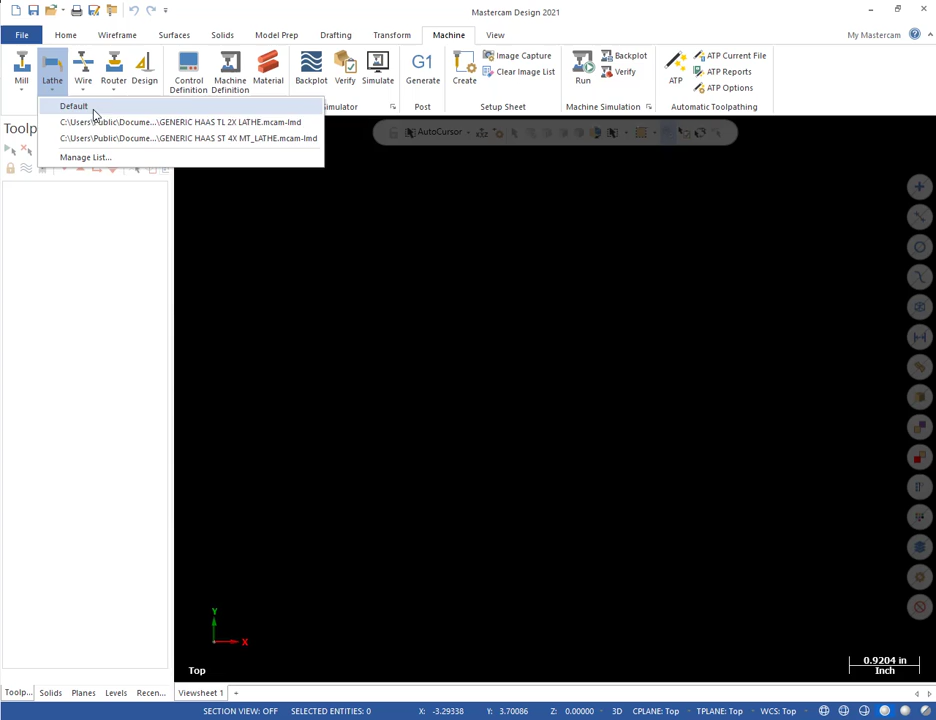 Mastercam Design 2021
File Home Wireframe Surfaces Solids Model Prep Drafting Transform Machine View My Mastercam
Mill Lathe Wire Router Design
Control Definition
Machine Definition
Material
Backplot Verify Simulate
G1
Generate
Create
Image Capture
Clear Image List
Run
Backplot
Verify
ATP
ATP Current File
ATP Reports
ATP Options
Simulator
Post
Setup Sheet
Machine Simulation
Automatic Toolpathing
Default
C:\Users\Public\Docume...\GENERIC HAAS TL 2X LATHE.mcam-lmd
C:\Users\Public\Docume...\GENERIC HAAS ST 4X MT_LATHE.mcam-lmd
Manage List...
Toolp
AutoCursor
Y
X
Top
0.9204 in
Inch
Toolp... Solids Planes Levels Recen... Viewsheet 1 +
SECTION VIEW: OFF SELECTED ENTITIES: 0 X: -3.29338 Y: 3.70086 Z: 0.00000 3D CPLANE: Top TPLANE: Top WCS: Top